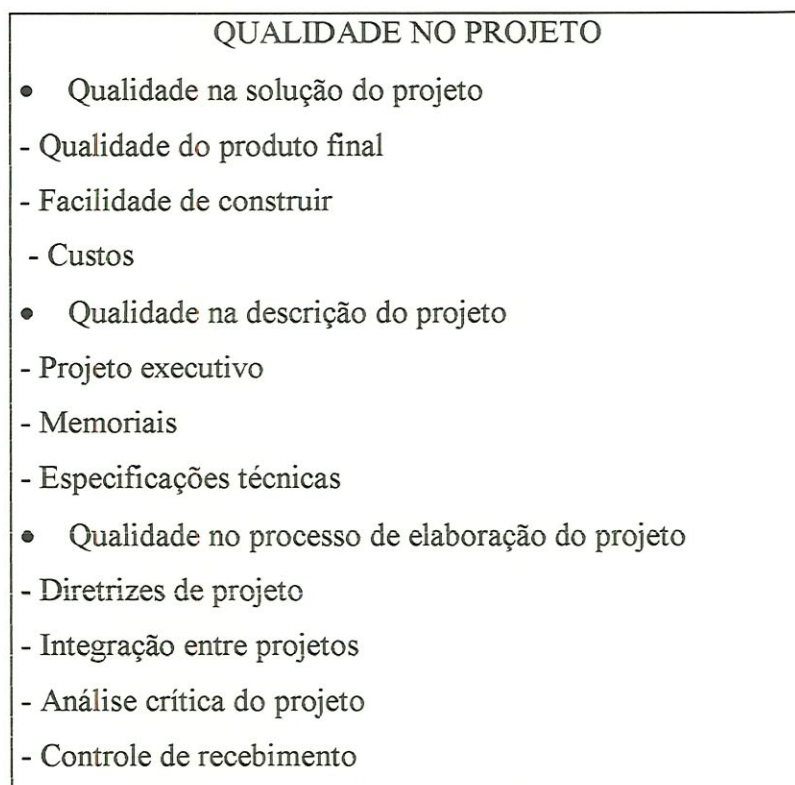 QUALIDADE NO PROJETO
• Qualidade na solução do projeto
- Qualidade do produto final
- Facilidade de construir
- Custos
• Qualidade na descrição do projeto
- Projeto executivo
- Memoriais
- Especificações técnicas
• Qualidade no processo de elaboração do projeto
- Diretrizes de projeto
- Integração entre projetos
- Análise crítica do projeto
- Controle de recebimento